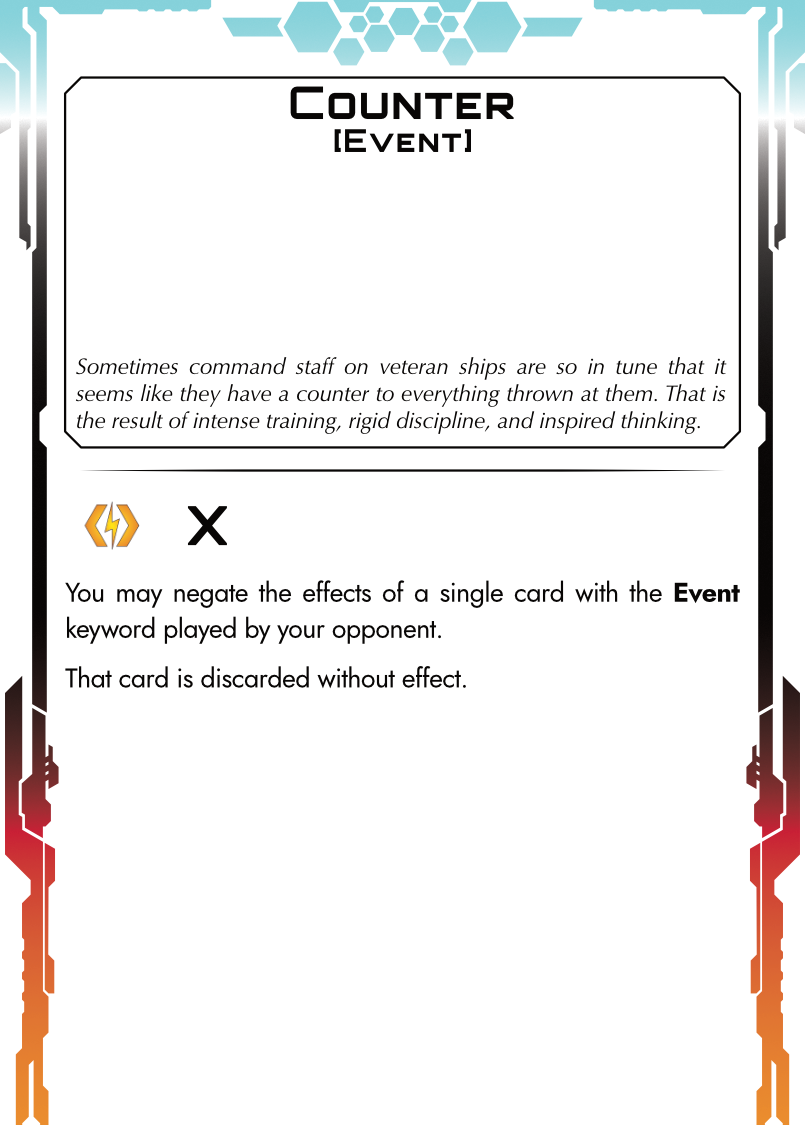 Counter
[Event]
Sometimes command staff on veteran ships are so in tune that it
seems like they have a counter to everything thrown at them. That is
the result of intense training, rigid discipline, and inspired thinking.
X
You may negate the effects of a single card with the Event
keyword played by your opponent.
That card is discarded without effect.